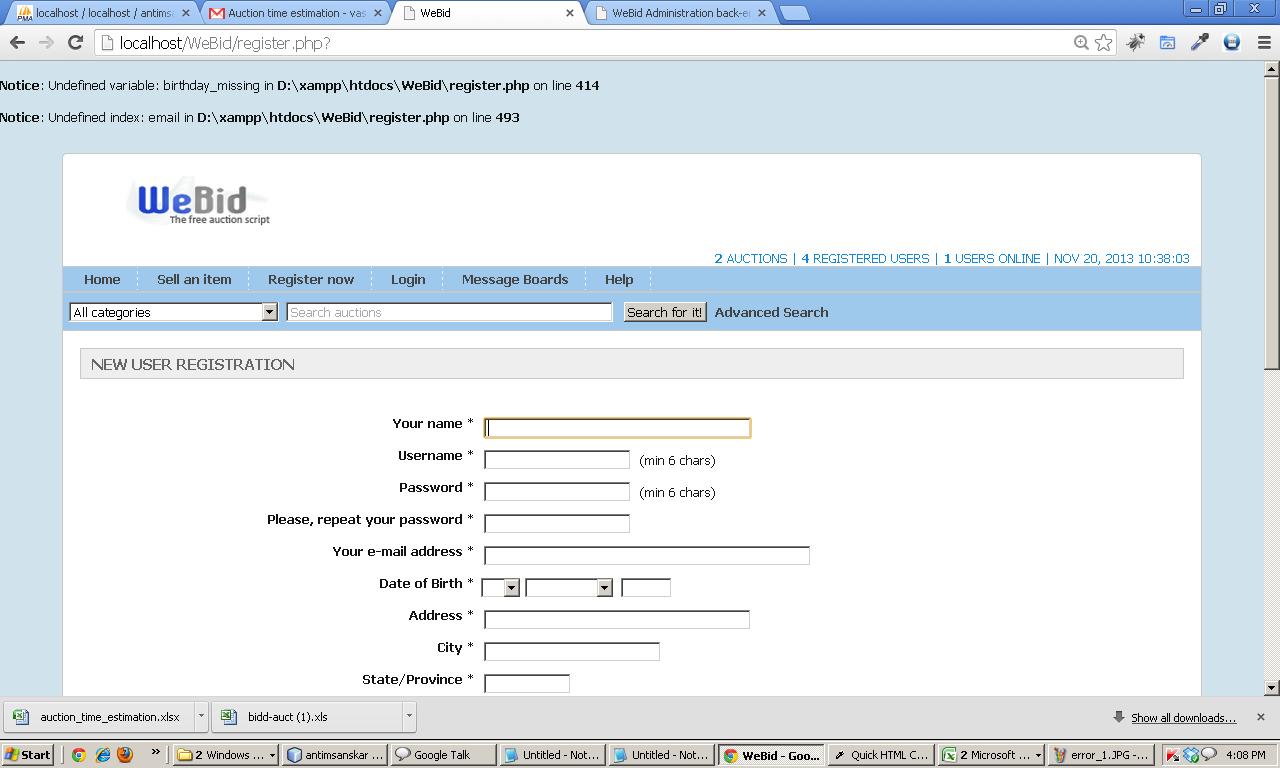 localhost / localhost / antims
Auction time estimation - vas
WeBid
WeBid Administration back-e
localhost/WeBid/register.php?
Notice: Undefined variable: birthday_missing in D:\xampp\htdocs\WeBid\register.php on line 414
Notice: Undefined index: email in D:\xampp\htdocs\WeBid\register.php on line 493
WeBid
The free auction script
2 AUCTIONS | 4 REGISTERED USERS | 1 USERS ONLINE | NOV 20, 2013 10:38:03
Home Sell an item Register now Login Message Boards Help
All categories Search auctions Search for it! Advanced Search
NEW USER REGISTRATION
Your name *
Username * (min 6 chars)
Password * (min 6 chars)
Please, repeat your password *
Your e-mail address *
Date of Birth *
Address *
City *
State/Province *
auction_time_estimation.xlsx bidd-auct (1).xls Show all downloads...
Start » 2 Windows ... antimsanskar ... Google Talk Untitled - Not... Untitled - Not... WeBid - Goo... Quick HTML C... 2 Microsoft ... error_1.JPG -... 4:08 PM